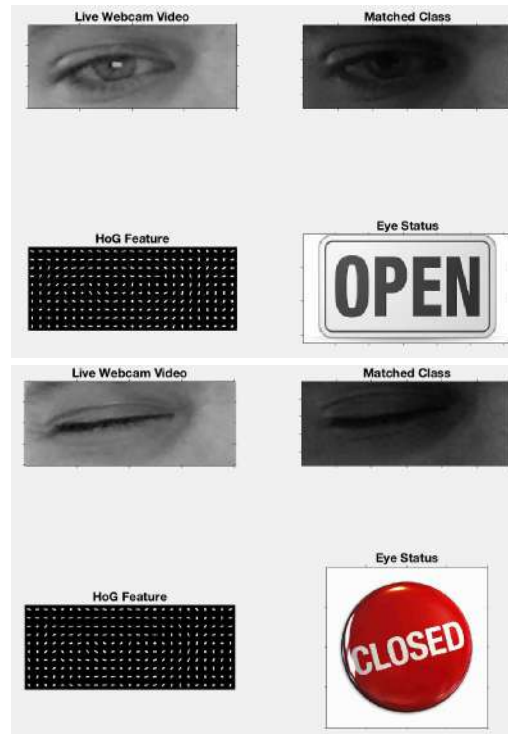 Live Webcam Video
Matched Class
HoG Feature
Eye Status
OPEN
Live Webcam Video
Matched Class
HoG Feature
Eye Status
CLOSED